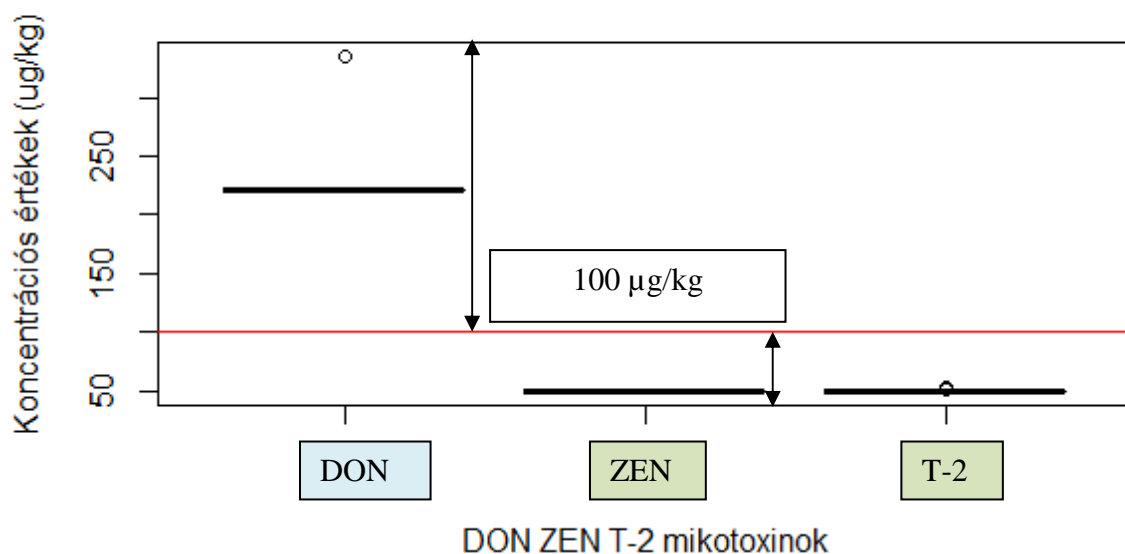 Koncentrációs értékek (ug/kg)
250
150
50
100 µg/kg
DON
ZEN
T-2
DON ZEN T-2 mikotoxinok